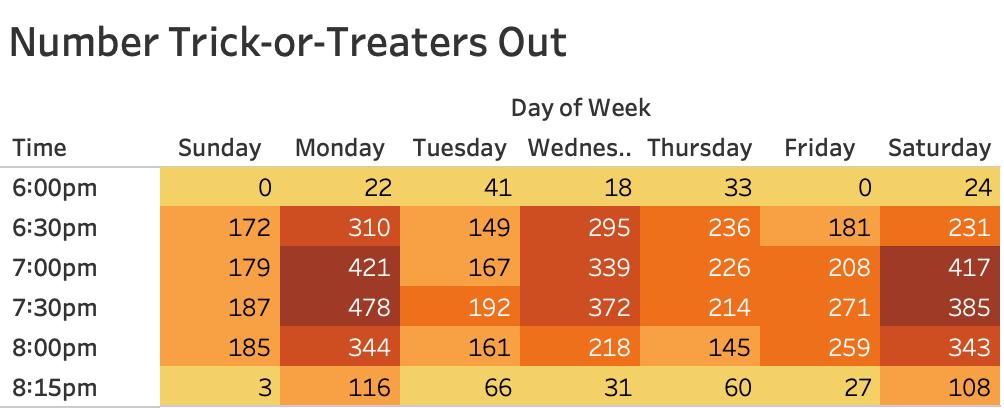 Number Trick-or-Treaters Out
Day of Week
Time Sunday Monday Tuesday Wednes.. Thursday Friday Saturday
6:00pm 0 22 41 18 33 0 24
6:30pm 172 310 149 295 236 181 231
7:00pm 179 421 167 339 226 208 417
7:30pm 187 478 192 372 214 271 385
8:00pm 185 344 161 218 145 259 343
8:15pm 3 116 66 31 60 27 108